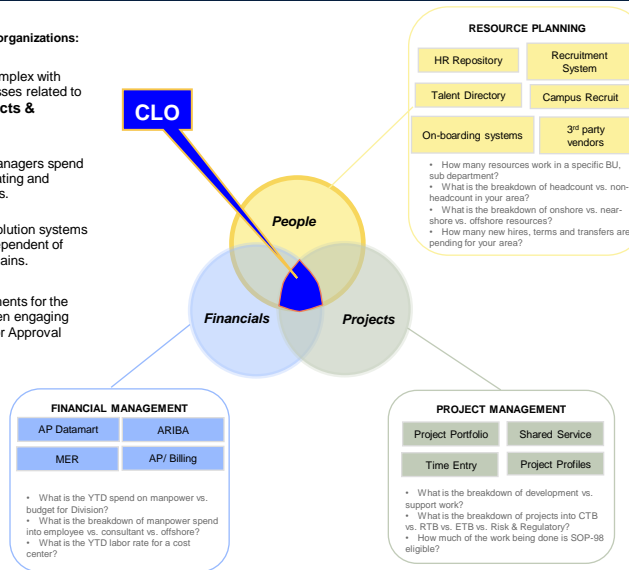 organizations:
mplex with
sses related to
cts &
anagers spend
ating and
s.
olution systems
ependent of
ains.
ments for the
en engaging
or Approval
CLO
People
Financials
Projects
RESOURCE PLANNING
HR Repository
Recruitment
System
Talent Directory
Campus Recruit
On-boarding systems
3rd party
vendors
• How many resources work in a specific BU,
sub department?
• What is the breakdown of headcount vs. non-
headcount in your area?
• What is the breakdown of onshore vs. near-
shore vs. offshore resources?
• How many new hires, terms and transfers are
pending for your area?
FINANCIAL MANAGEMENT
AP Datamart
ARIBA
MER
AP/ Billing
• What is the YTD spend on manpower vs.
budget for Division?
• What is the breakdown of manpower spend
into employee vs. consultant vs. offshore?
• What is the YTD labor rate for a cost
center?
PROJECT MANAGEMENT
Project Portfolio
Shared Service
Time Entry
Project Profiles
• What is the breakdown of development vs.
support work?
• What is the breakdown of projects into CTB
vs. RTB vs. ETB vs. Risk & Regulatory?
• How much of the work being done is SOP-98
eligible?